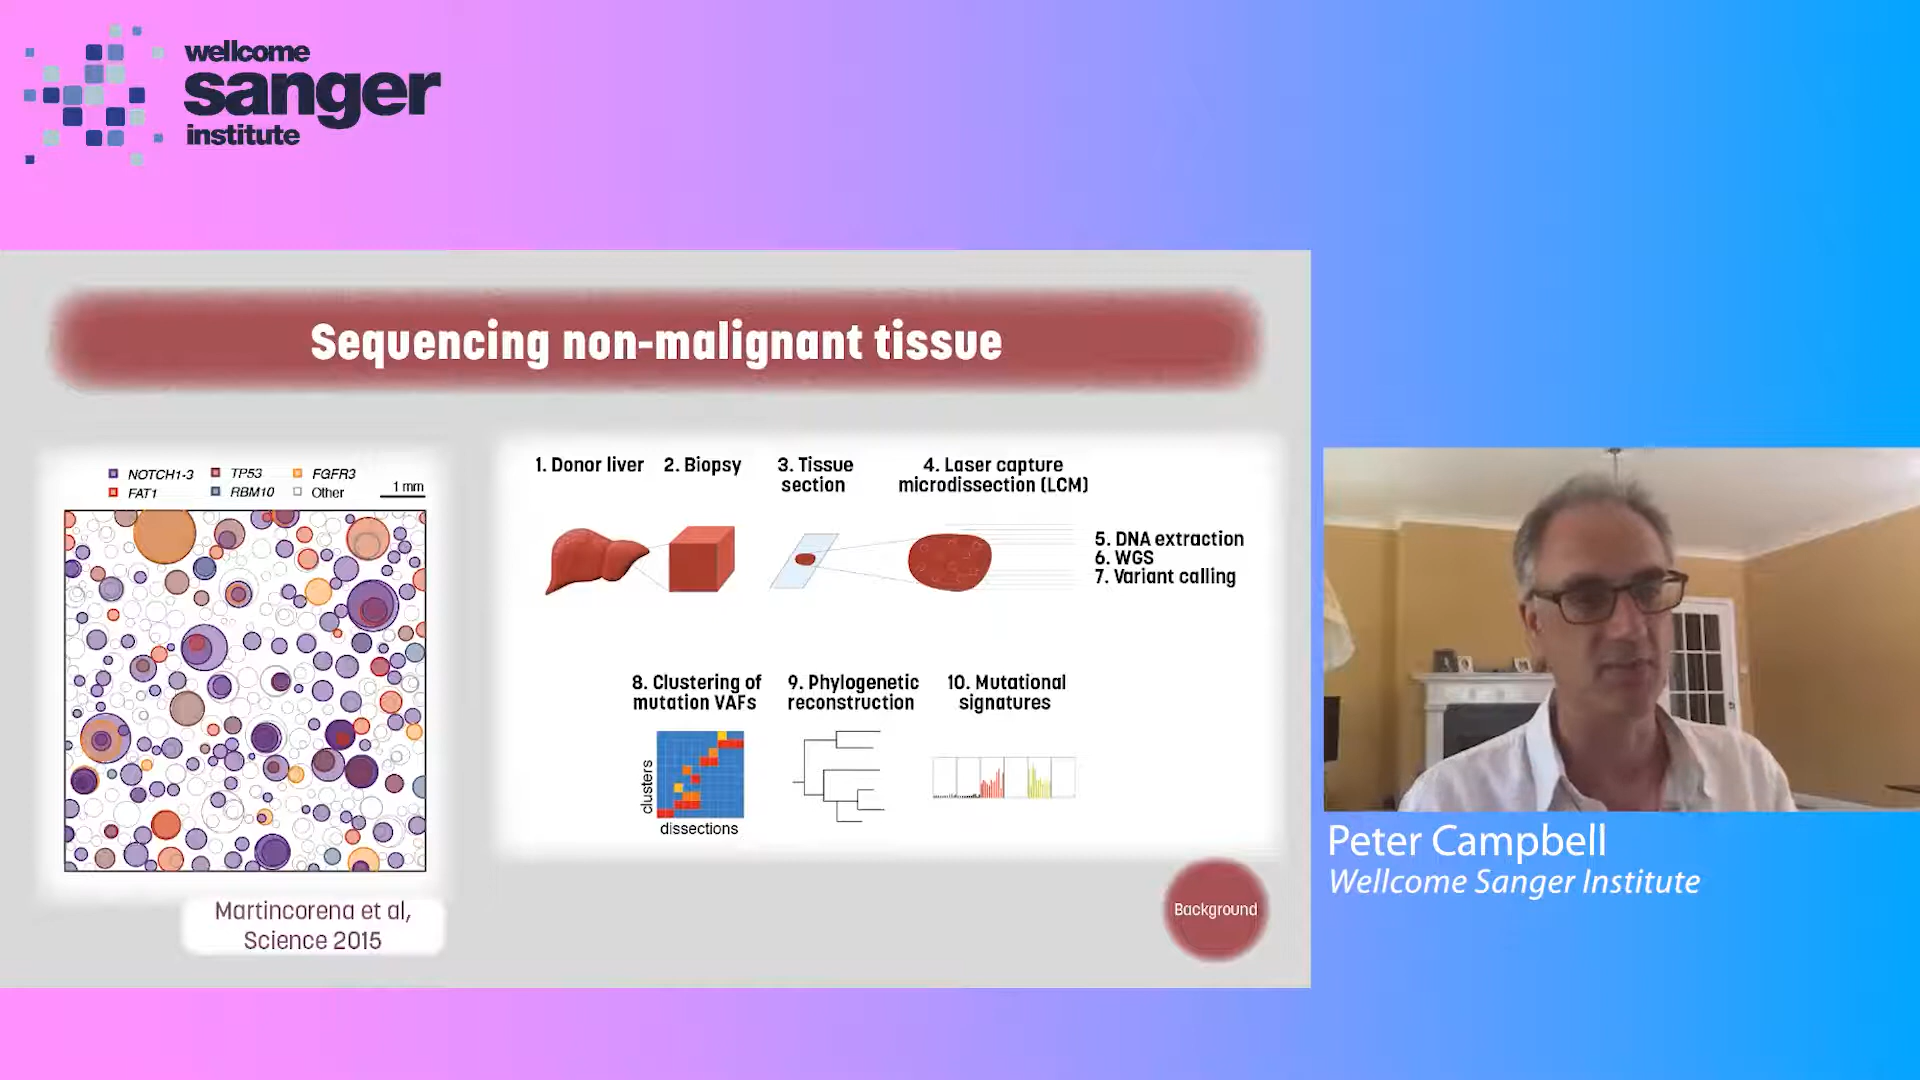 wellcome
sanger
institute
Sequencing non-malignant tissue
NOTCH1-3 TP53 FGFR3
FAT1 RBM10 Other 1 mm
Martincorena et al,
Science 2015
1. Donor liver 2. Biopsy 3. Tissue section 4. Laser capture microdissection (LCM)
5. DNA extraction
6. WGS
7. Variant calling
8. Clustering of
mutation VAFs
9. Phylogenetic
reconstruction
10. Mutational
signatures
clusters
dissections
Background
Peter Campbell
Wellcome Sanger Institute